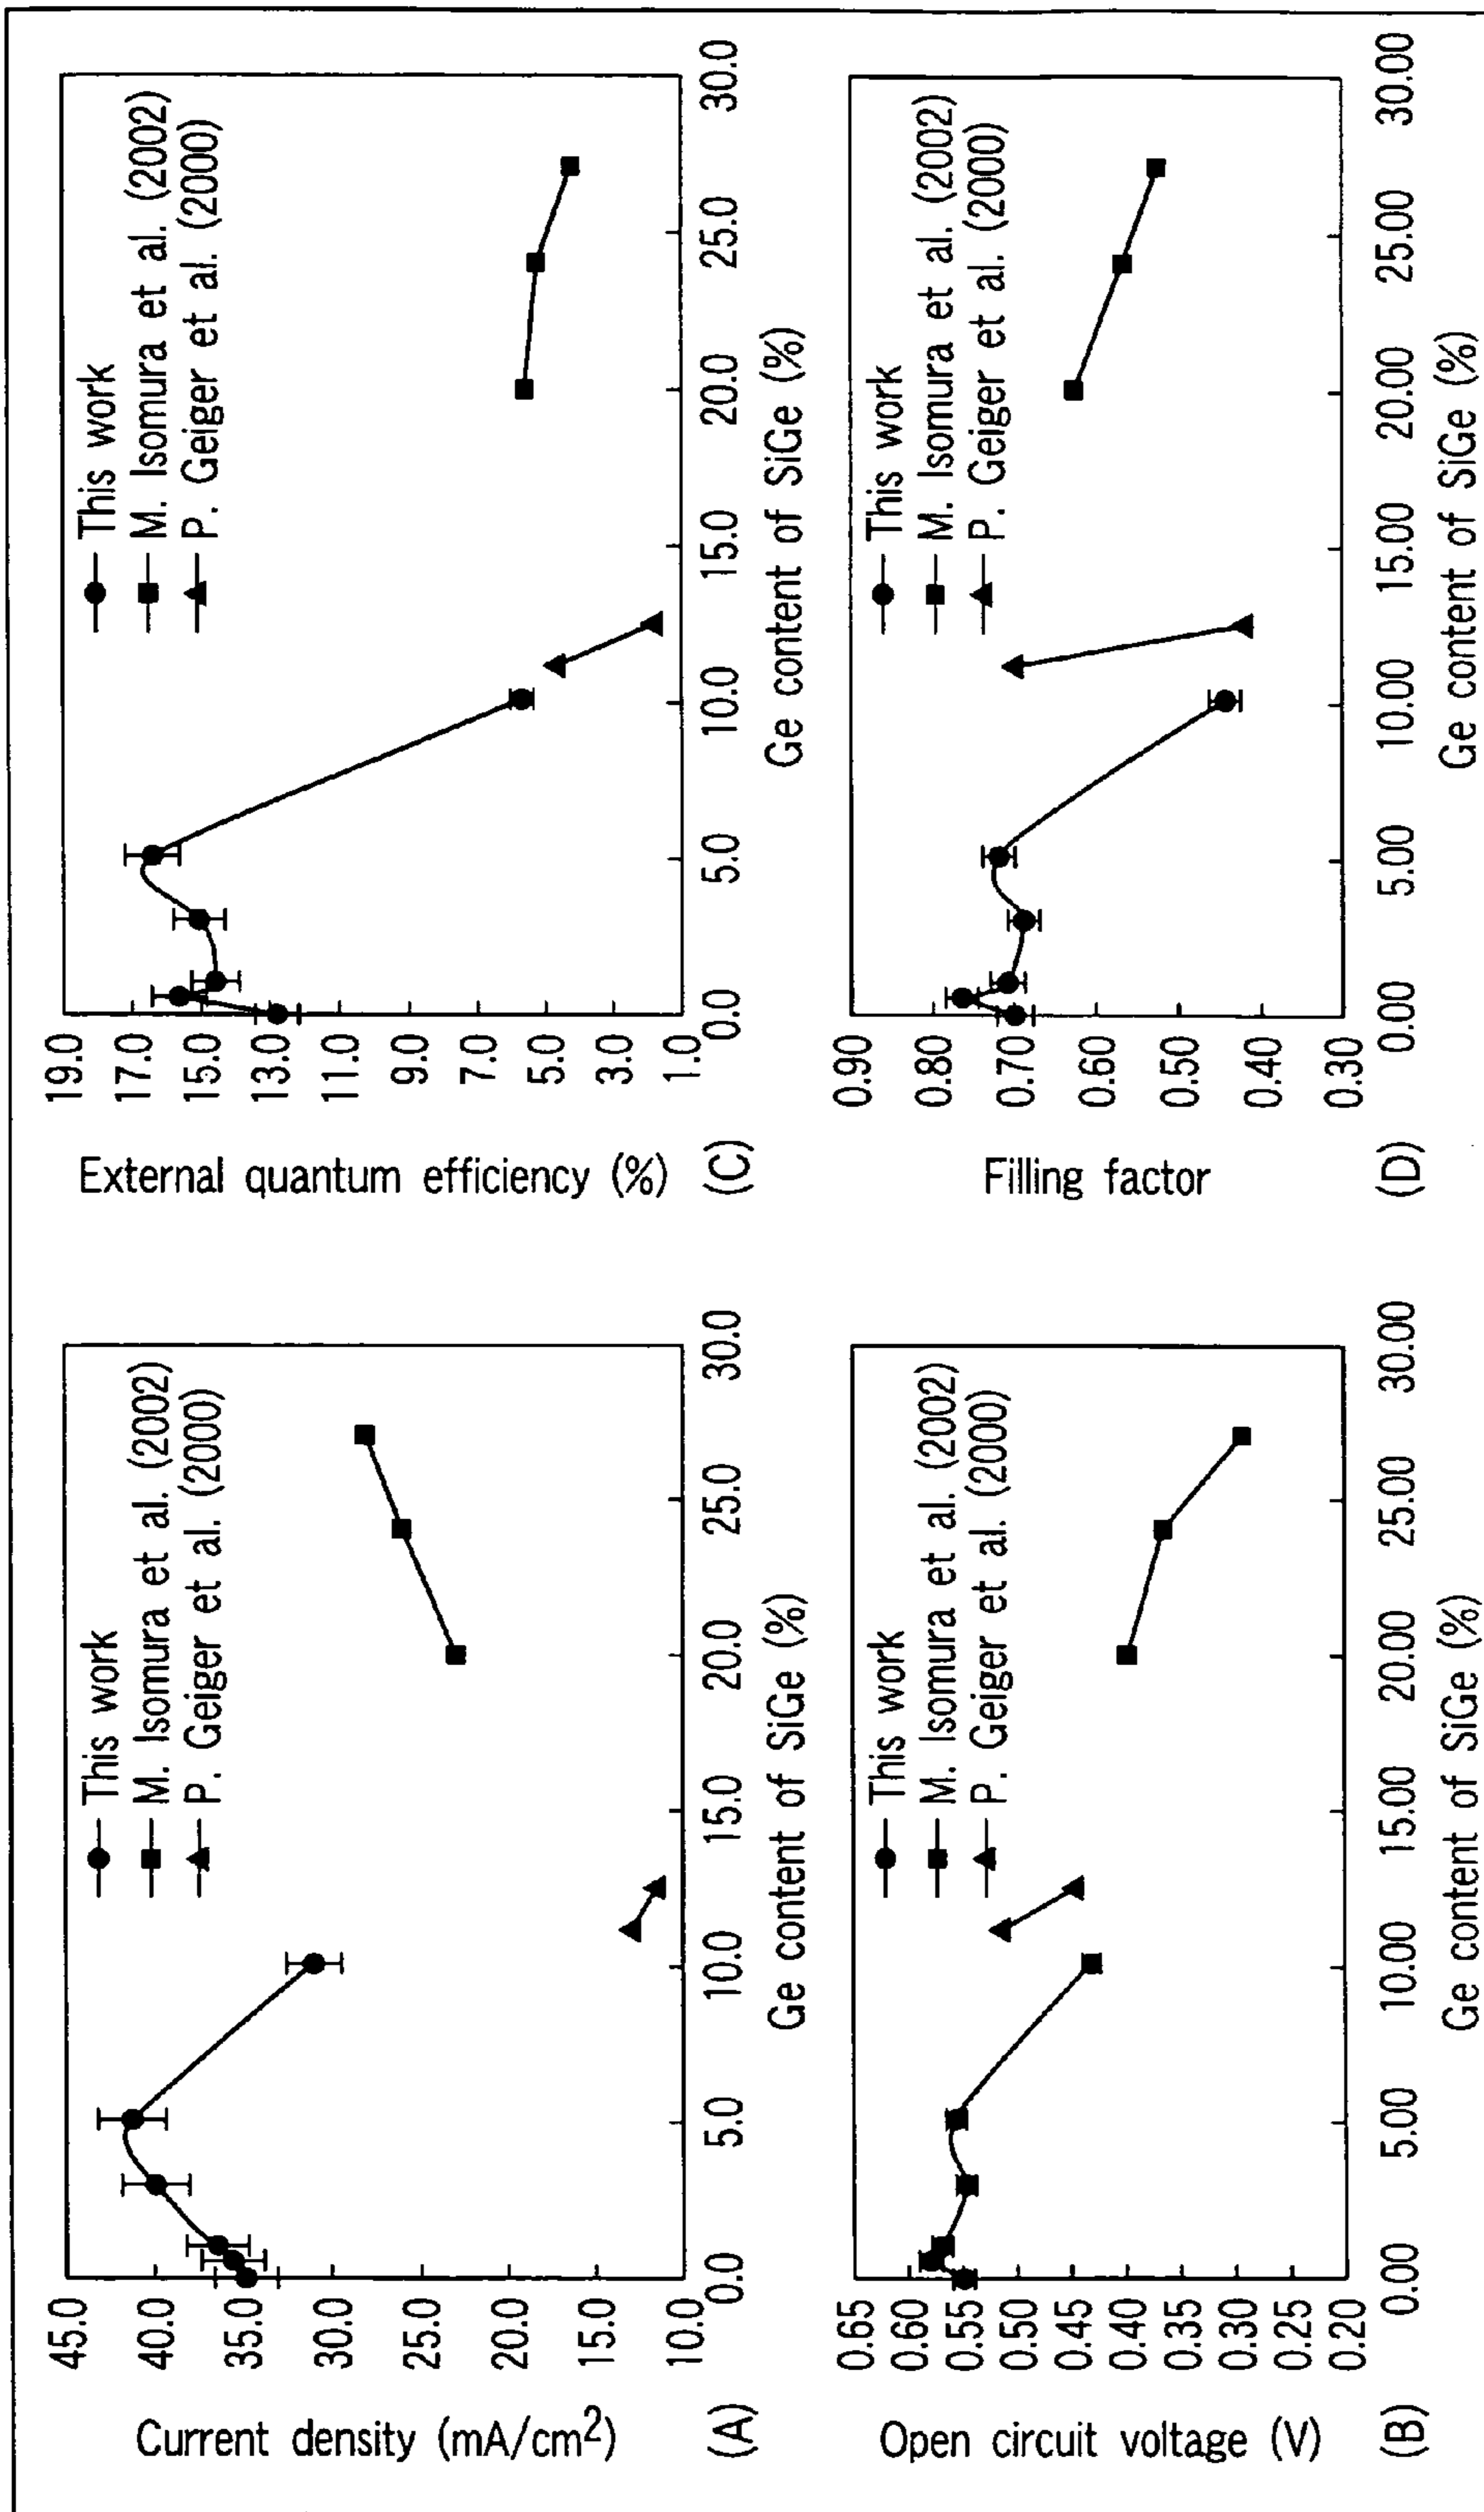 Current density (mA/cm2)
45.0
40.0
35.0
30.0
25.0
20.0
15.0
10.0
This work
M. Isomura et al. (2002)
P. Geiger et al. (2000)
0.0 5.0 10.0 15.0 20.0 25.0 30.0
Ge content of SiGe (%)
(A)
External quantum efficiency (%)
19.0
17.0
15.0
13.0
11.0
9.0
7.0
5.0
3.0
1.0
This work
M. Isomura et al. (2002)
P. Geiger et al. (2000)
0.0 5.0 10.0 15.0 20.0 25.0 30.0
Ge content of SiGe (%)
(C)
Open circuit voltage (V)
0.65
0.60
0.55
0.50
0.45
0.40
0.35
0.30
0.25
0.20
This work
M. Isomura et al. (2002)
P. Geiger et al. (2000)
0.00 5.00 10.00 15.00 20.00 25.00 30.00
Ge content of SiGe (%)
(B)
Filling factor
0.90
0.80
0.70
0.60
0.50
0.40
0.30
This work
M. Isomura et al. (2002)
P. Geiger et al. (2000)
0.00 5.00 10.00 15.00 20.00 25.00 30.00
Ge content of SiGe (%)
(D)